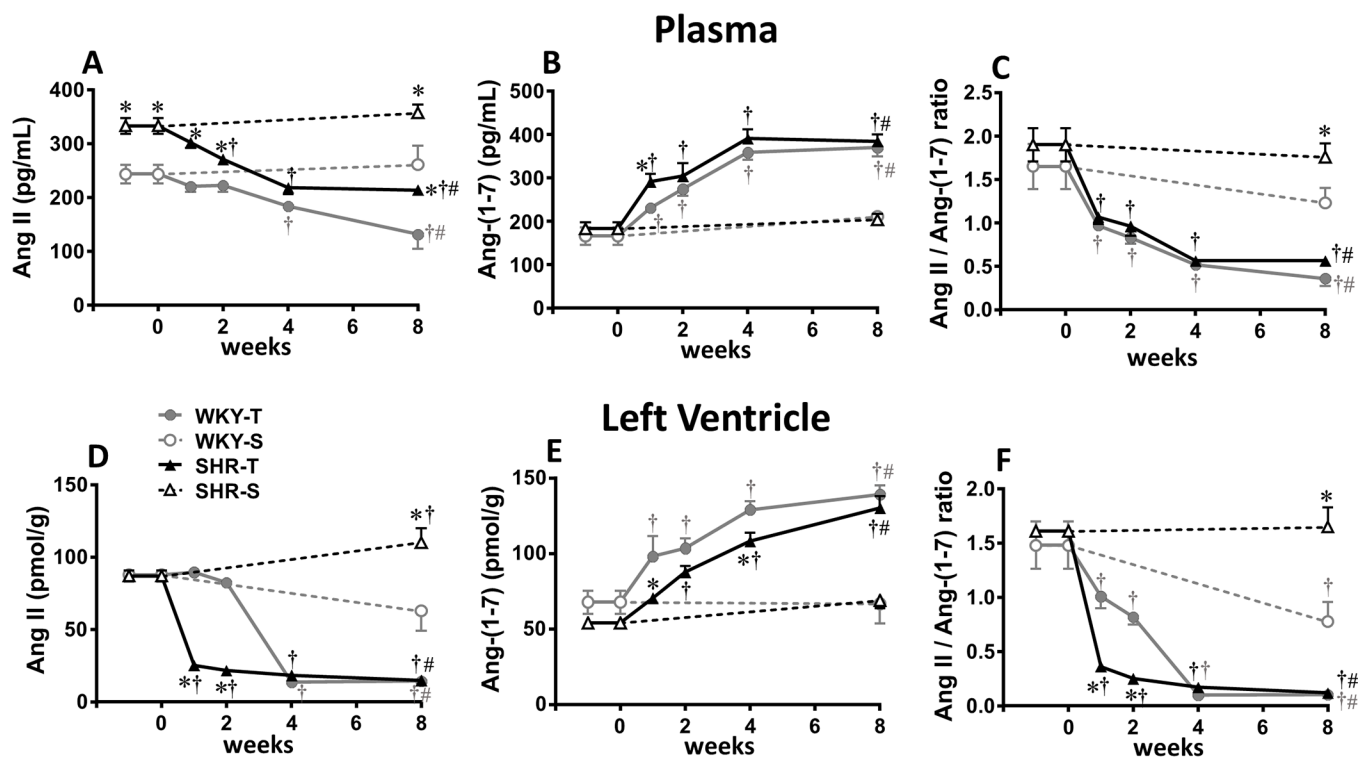 Plasma
A
Ang II (pg/mL)
400
300
200
100
0
* * *
* *† † *†#
† †#
0 2 4 6 8
weeks
B
Ang-(1-7) (pg/mL)
500
400
300
200
100
0
*† † † †#
† † † †#
0 2 4 6 8
weeks
C
Ang II / Ang-(1-7) ratio
2.5
2.0
1.5
1.0
0.5
0.0
*
† † † †#
† † † †#
0 2 4 6 8
weeks
Left Ventricle
WKY-T
WKY-S
SHR-T
SHR-S
D
Ang II (pmol/g)
150
100
50
0
*†
*† *† † †#
† †#
0 2 4 6 8
weeks
E
Ang-(1-7) (pmol/g)
150
100
50
0
† † † †#
* † *† †#
0 2 4 6 8
weeks
F
Ang II / Ang-(1-7) ratio
2.0
1.5
1.0
0.5
0.0
*
†
† † † †
*† *† †#
†#
0 2 4 6 8
weeks